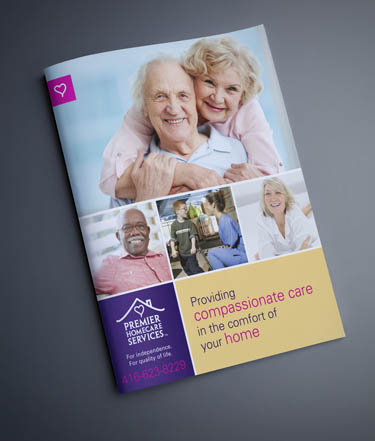 PREMIER
HOMECARE
SERVICES
For independence.
For quality of life.
416-623-8229
Providing
compassionate care
in the comfort of
your home